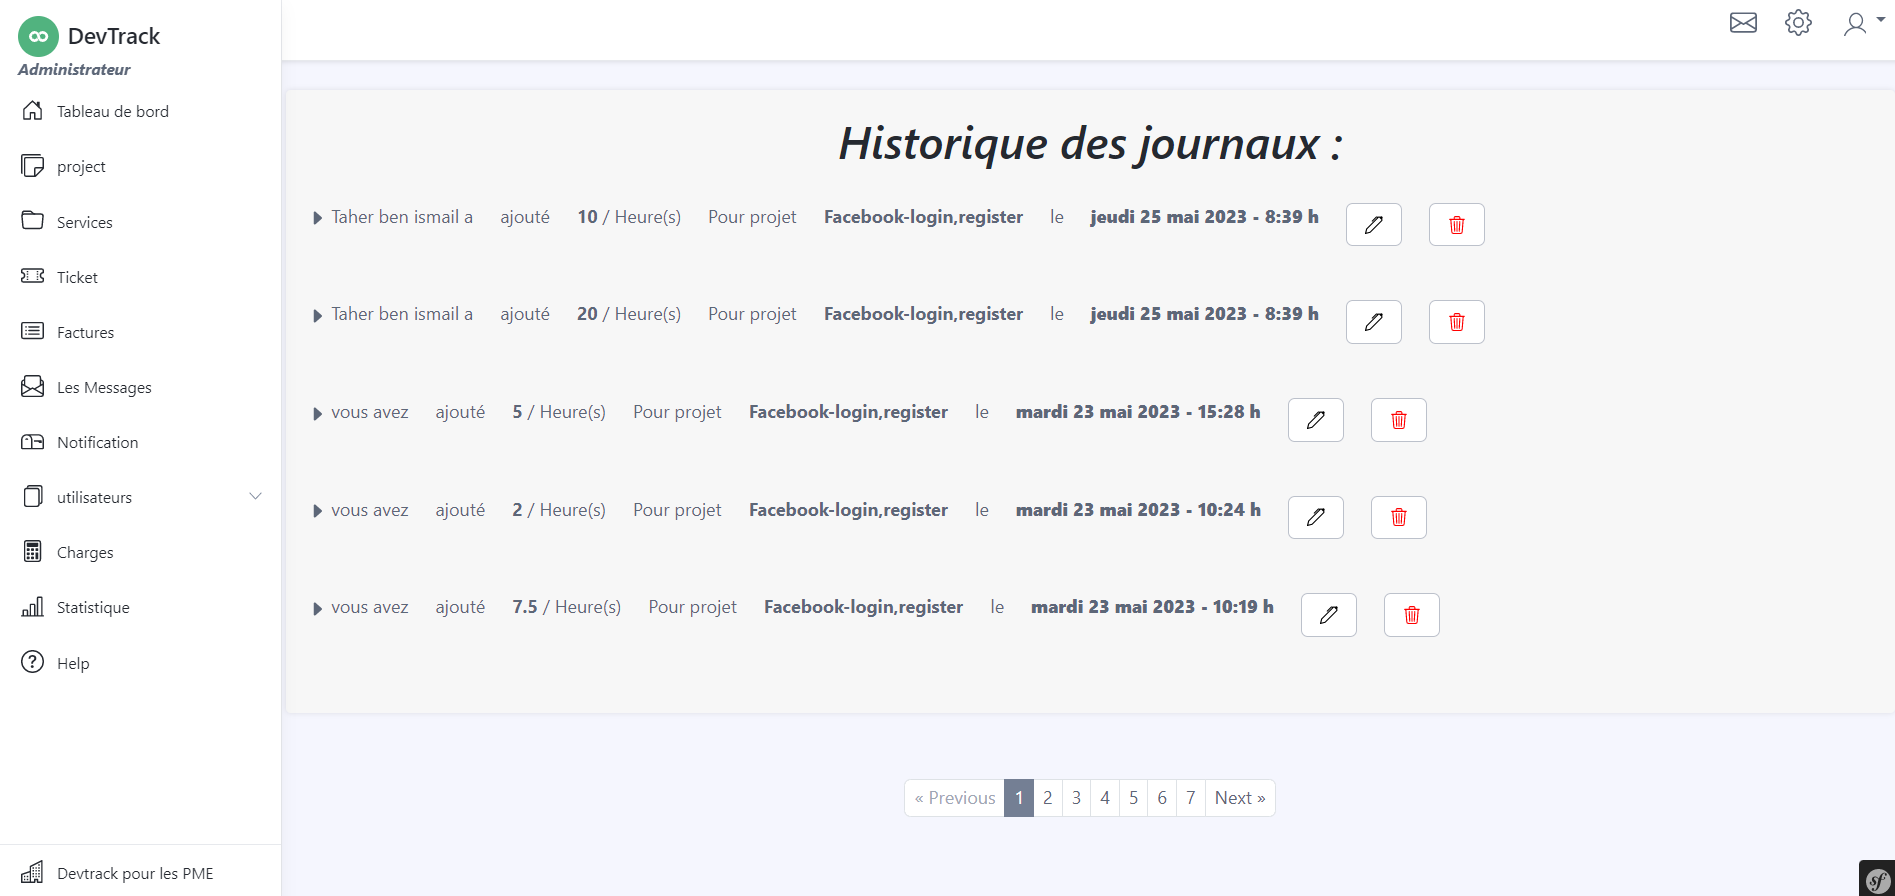 DevTrack
Administrateur
Tableau de bord
project
Services
Ticket
Factures
Les Messages
Notification
utilisateurs
Charges
Statistique
Help
Devtrack pour les PME
Historique des journaux :
Taher ben ismail a ajouté 10 / Heure(s) Pour projet Facebook-login,register le jeudi 25 mai 2023 - 8:39 h
Taher ben ismail a ajouté 20 / Heure(s) Pour projet Facebook-login,register le jeudi 25 mai 2023 - 8:39 h
vous avez ajouté 5 / Heure(s) Pour projet Facebook-login,register le mardi 23 mai 2023 - 15:28 h
vous avez ajouté 2 / Heure(s) Pour projet Facebook-login,register le mardi 23 mai 2023 - 10:24 h
vous avez ajouté 7.5 / Heure(s) Pour projet Facebook-login,register le mardi 23 mai 2023 - 10:19 h
« Previous 1 2 3 4 5 6 7 Next »
sf